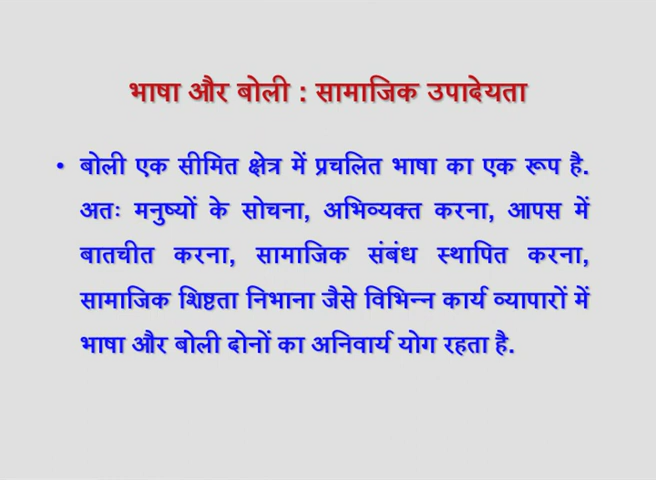 भाषा और बोली : सामाजिक उपादेयता
• बोली एक सीमित क्षेत्र में प्रचलित भाषा का एक रूप है.
अतः मनुष्यों के सोचना, अभिव्यक्त करना, आपस में
बातचीत करना, सामाजिक संबंध स्थापित करना,
सामाजिक शिष्टता निभाना जैसे विभिन्न कार्य व्यापारों में
भाषा और बोली दोनों का अनिवार्य योग रहता है.